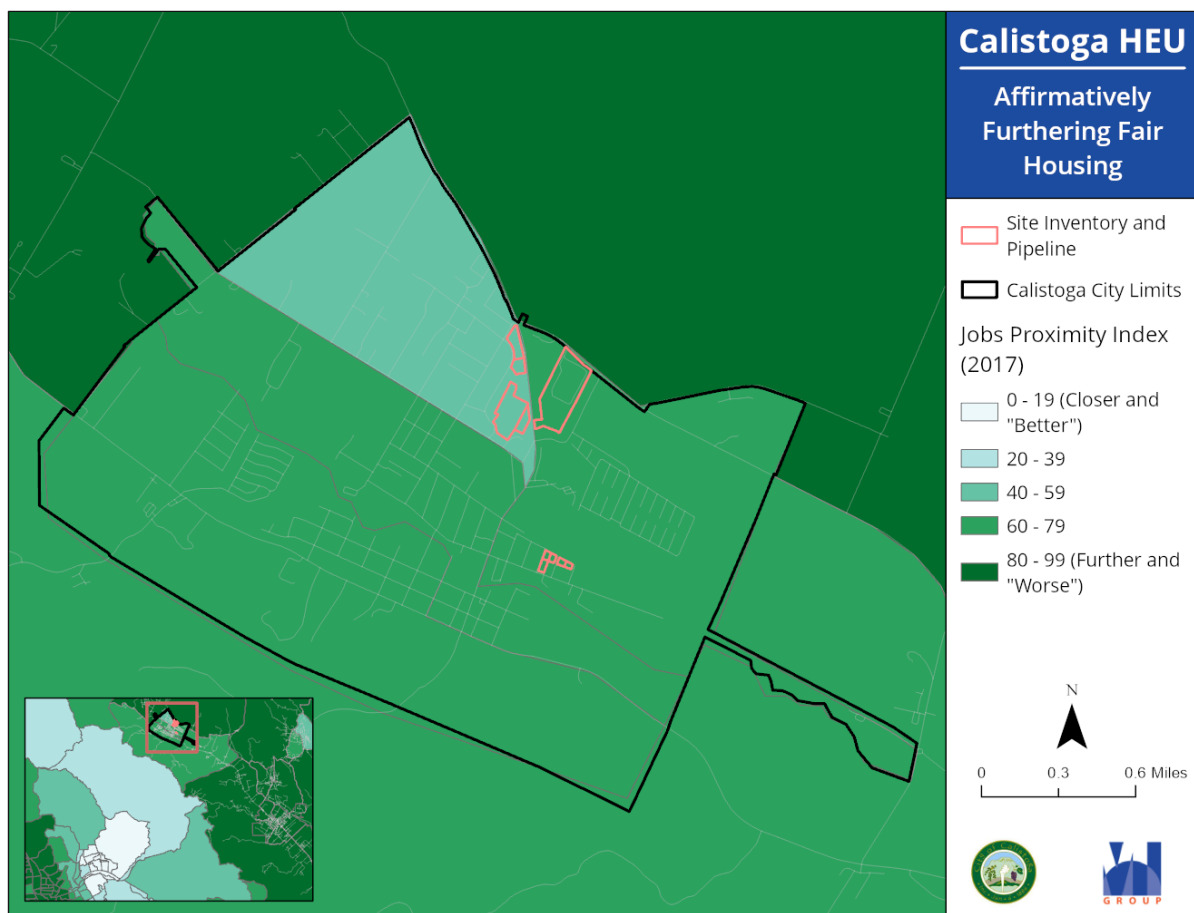 Calistoga HEU
Affirmatively
Furthering Fair
Housing
Site Inventory and
Pipeline
Calistoga City Limits
Jobs Proximity Index
(2017)
0 - 19 (Closer and
"Better")
20 - 39
40 - 59
60 - 79
80 - 99 (Further and
"Worse")
N
0 0.3 0.6 Miles
GROUP